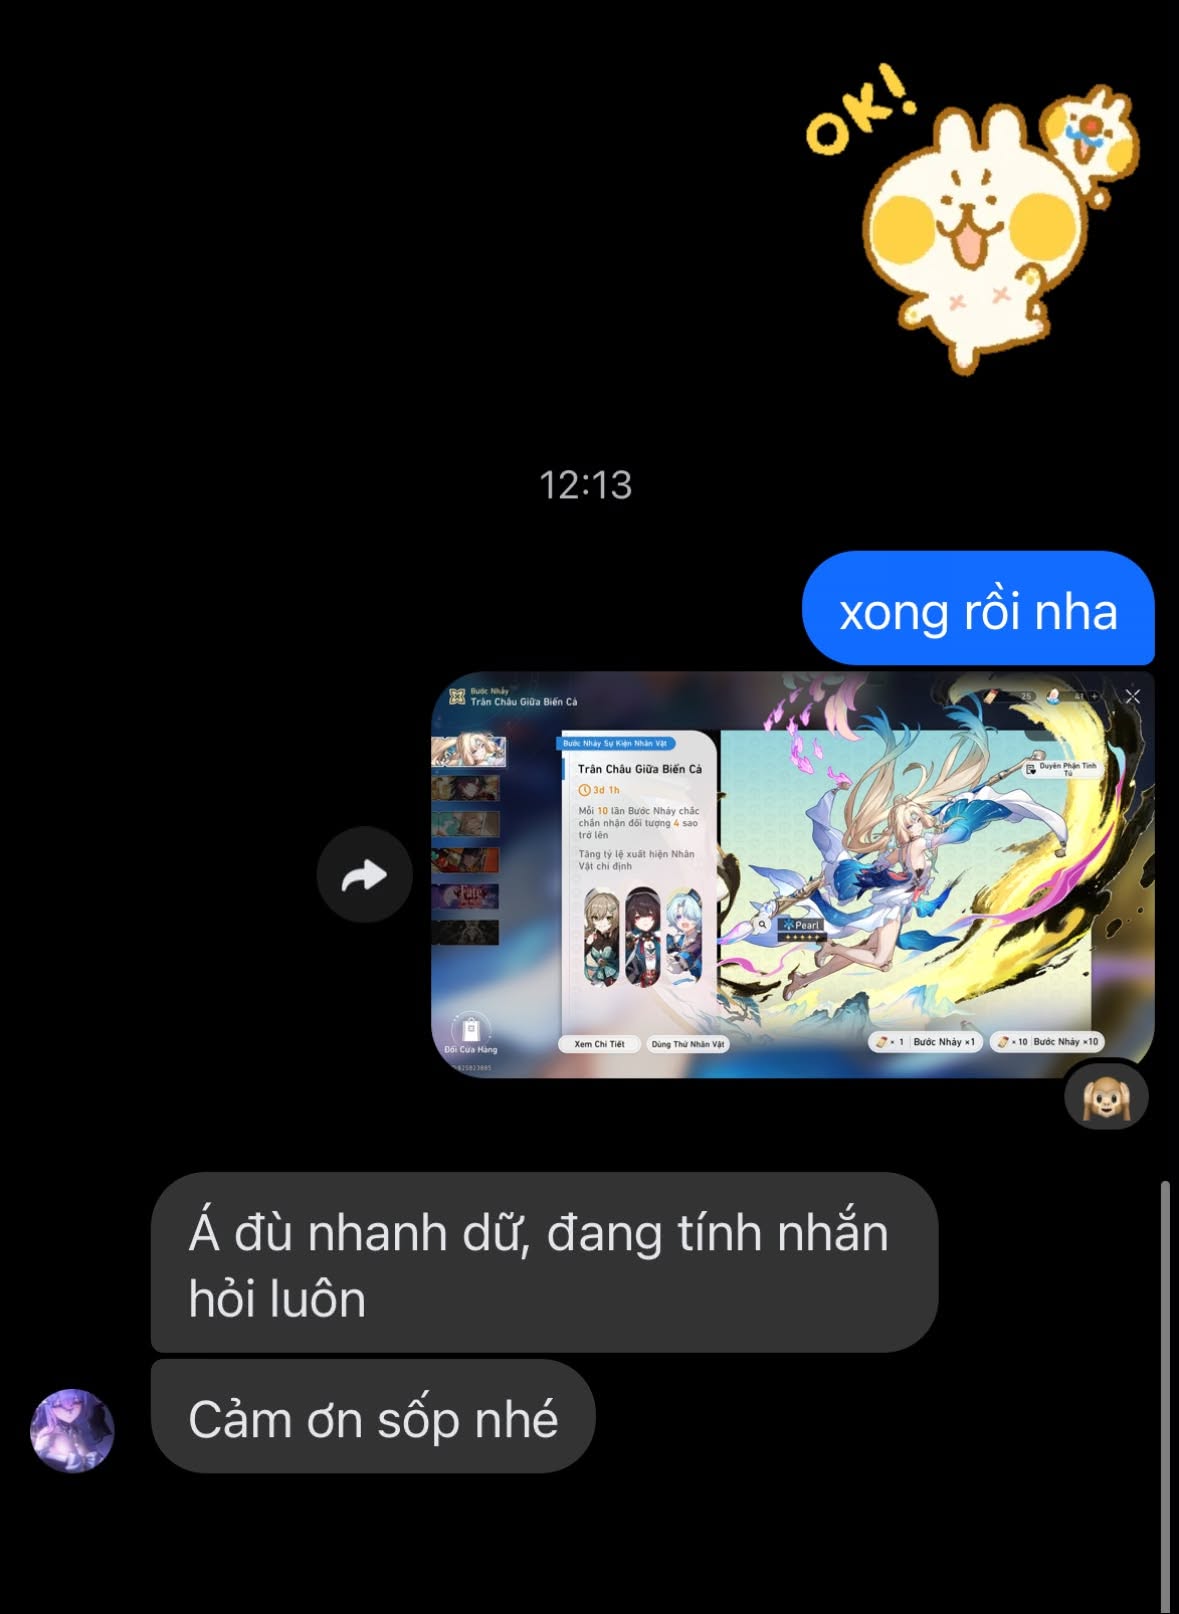 OK!
12:13
xong rồi nha
Bước Nhảy
Trân Châu Giữa Biển Cả
25
41 +
Bước Nhảy Sự Kiện Nhân Vật
Trân Châu Giữa Biển Cả
3d 1h
Mỗi 10 lần Bước Nhảy chắc
chắn nhận đối tượng 4 sao
trở lên
Tăng tỷ lệ xuất hiện Nhân
Vật chỉ định
Duyên Phận Tinh
Tú
Fate
Pearl
Đổi Cửa Hàng
Xem Chi Tiết
Dùng Thử Nhân Vật
× 1 Bước Nhảy ×1
× 10 Bước Nhảy ×10
Á đù nhanh dữ, đang tính nhắn
hỏi luôn
Cảm ơn sốp nhé